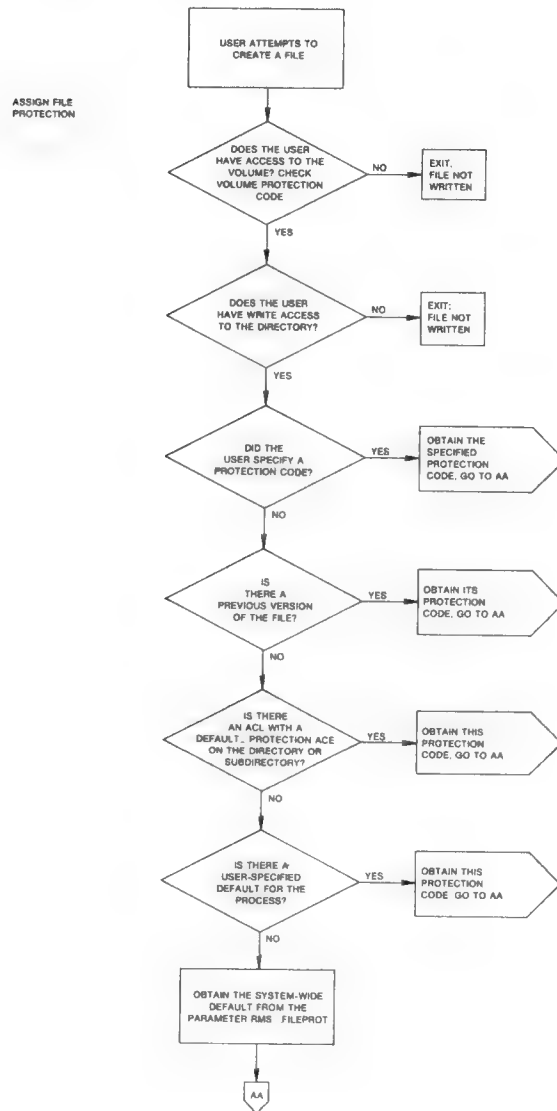 USER ATTEMPTS TO
CREATE A FILE
ASSIGN FILE
PROTECTION
DOES THE USER
HAVE ACCESS TO THE
VOLUME? CHECK
VOLUME PROTECTION
CODE
NO
EXIT,
FILE NOT
WRITTEN
YES
DOES THE USER
HAVE WRITE ACCESS
TO THE DIRECTORY?
NO
EXIT;
FILE NOT
WRITTEN
YES
DID THE
USER SPECIFY A
PROTECTION CODE?
YES
OBTAIN THE
SPECIFIED
PROTECTION
CODE, GO TO AA
NO
IS
THERE A
PREVIOUS VERSION
OF THE FILE?
YES
OBTAIN ITS
PROTECTION
CODE, GO TO AA
NO
IS THERE
AN ACL WITH A
DEFAULT_ PROTECTION ACE
ON THE DIRECTORY OR
SUBDIRECTORY?
YES
OBTAIN THIS
PROTECTION
CODE, GO TO AA
NO
IS THERE A
USER-SPECIFIED
DEFAULT FOR THE
PROCESS?
YES
OBTAIN THIS
PROTECTION
CODE GO TO AA
NO
OBTAIN THE SYSTEM-WIDE
DEFAULT FROM THE
PARAMETER RMS_ FILEPROT
AA